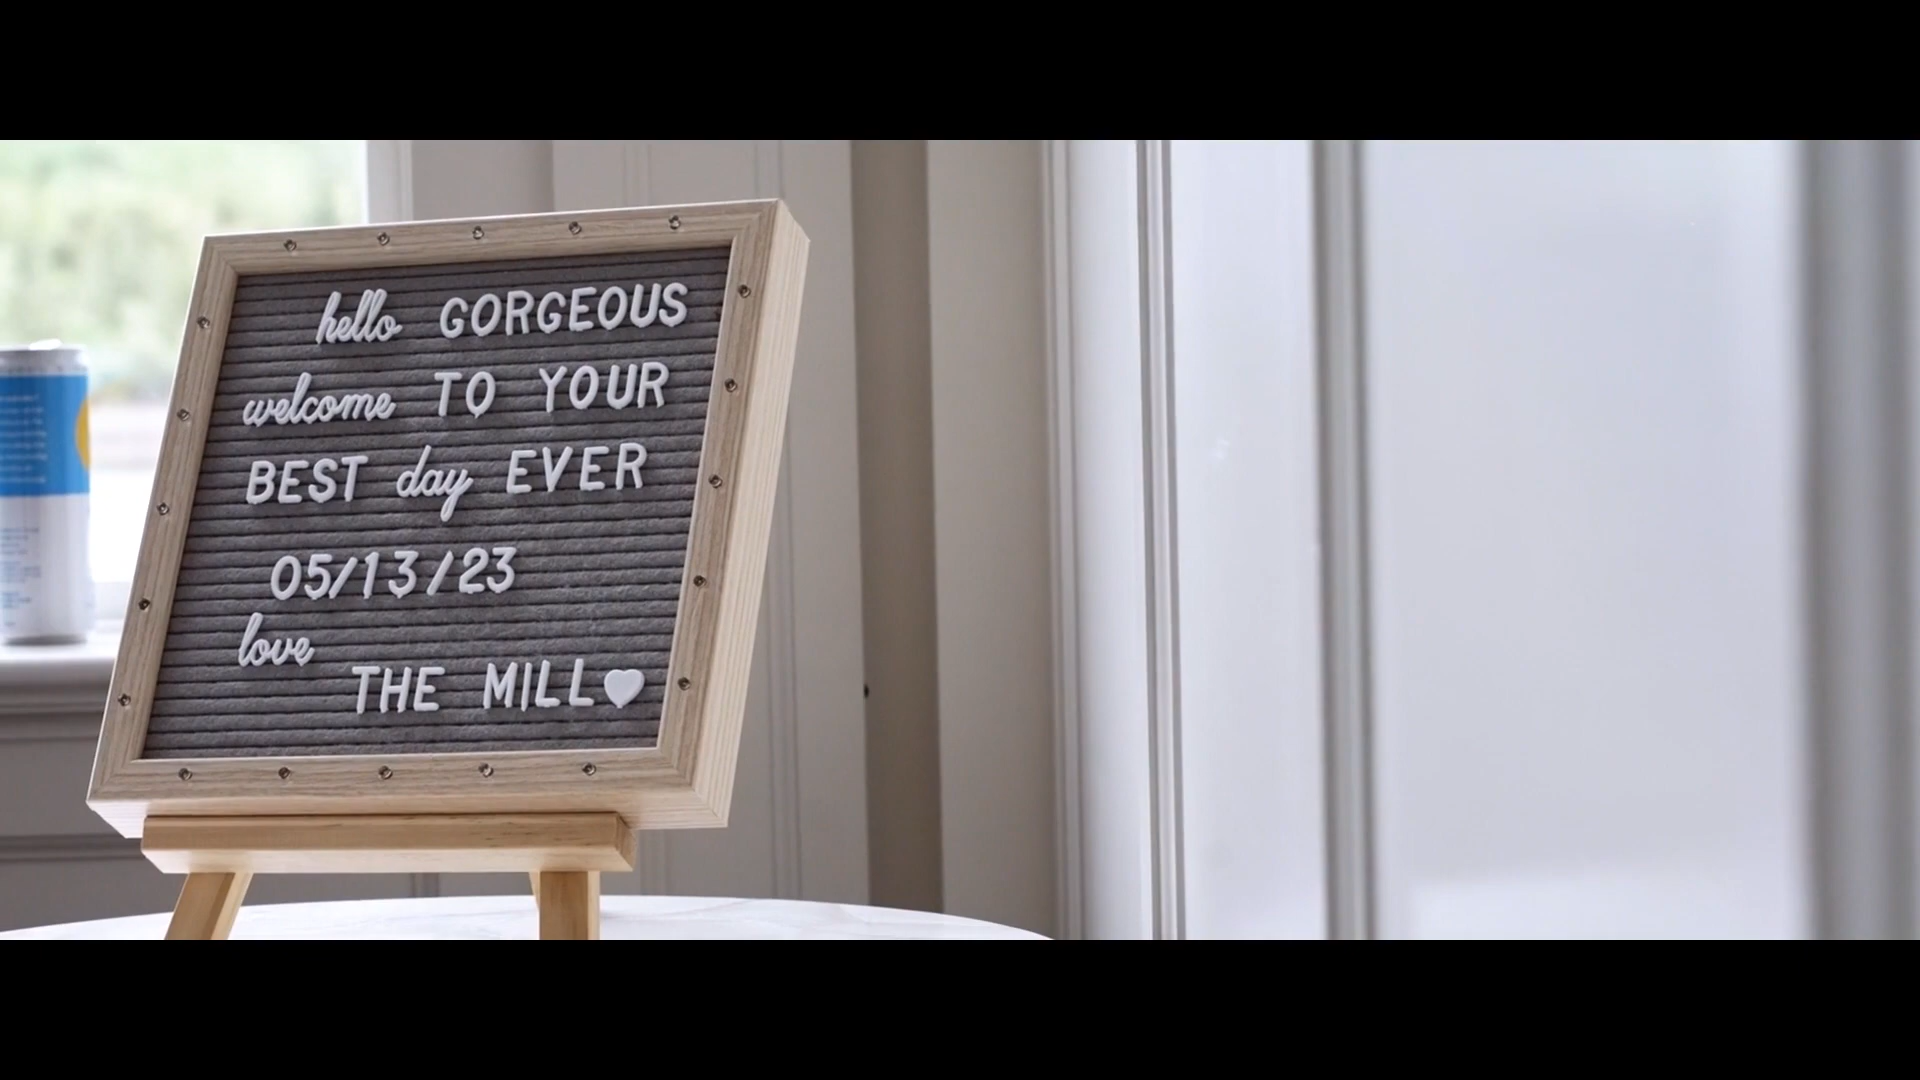 hello GORGEOUS
welcome TO YOUR
BEST day EVER
05/13/23
love
THE MILL